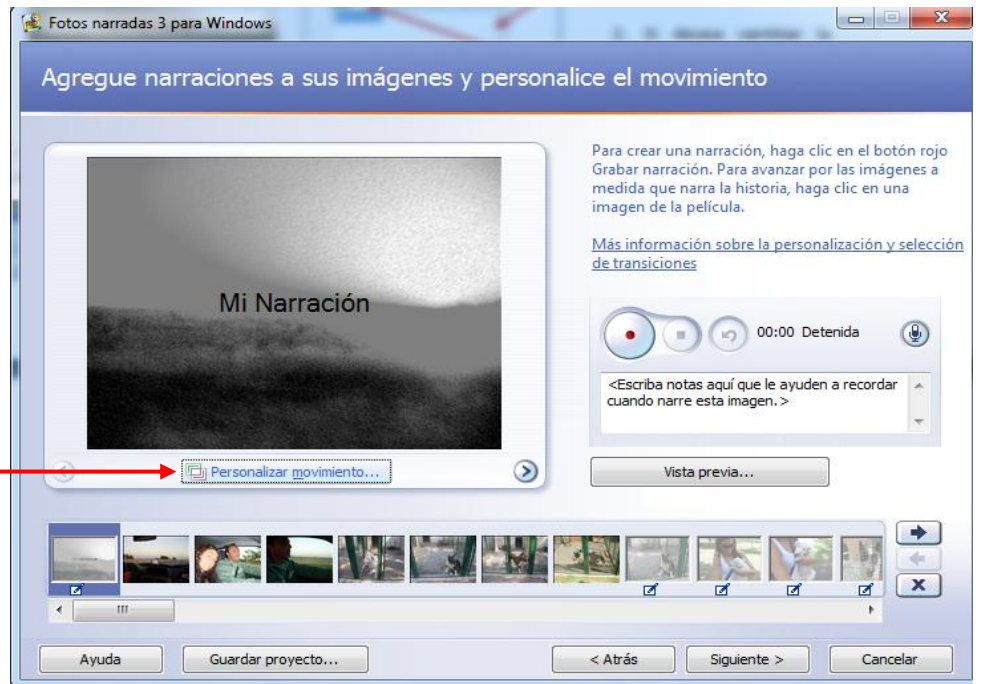 Fotos narradas 3 para Windows
Agregue narraciones a sus imágenes y personalice el movimiento
Mi Narración
Personalizar movimiento...
Para crear una narración, haga clic en el botón rojo
Grabar narración. Para avanzar por las imágenes a
medida que narra la historia, haga clic en una
imagen de la película.
Más información sobre la personalización y selección
de transiciones
00:00 Detenida
<Escriba notas aquí que le ayuden a recordar
cuando narre esta imagen.>
Vista previa...
Ayuda
Guardar proyecto...
< Atrás
Siguiente >
Cancelar